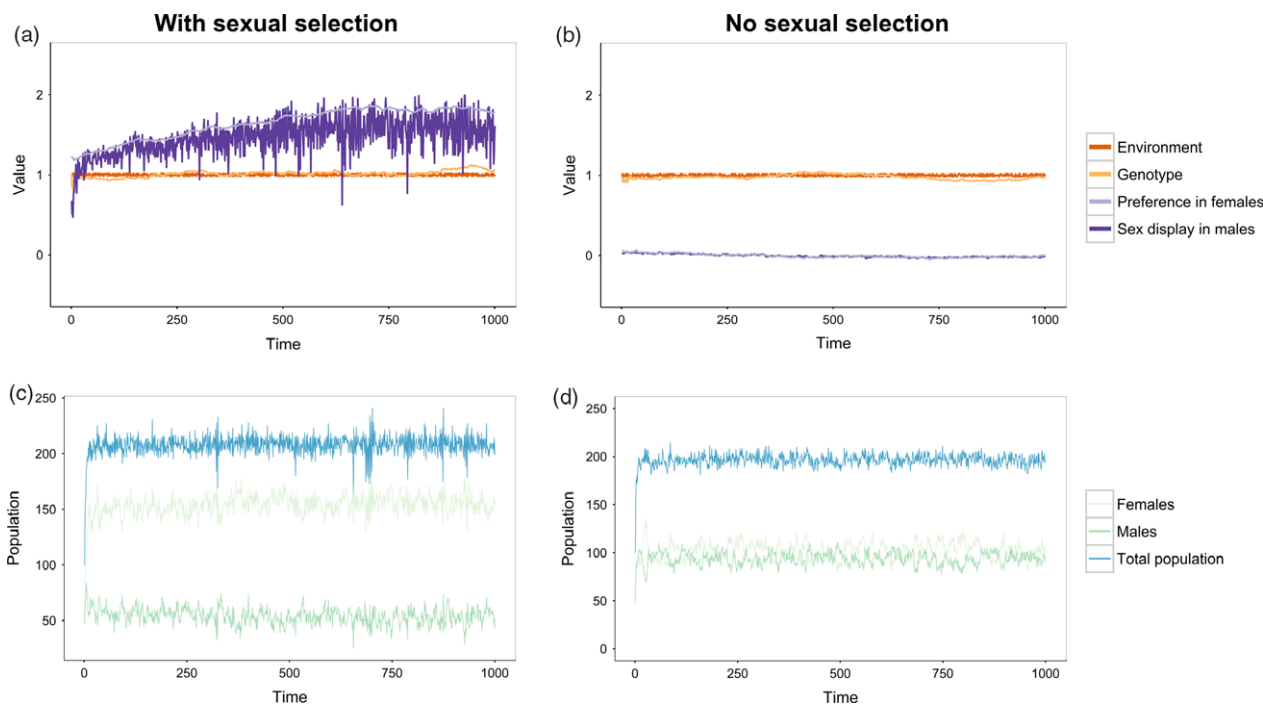 With sexual selection
No sexual selection
(a)
(b)
2
1
0
Value
0
250
500
750
1000
Time
2
1
0
Value
0
250
500
750
1000
Time
Environment
Genotype
Preference in females
Sex display in males
(c)
(d)
250
200
150
100
50
Population
0
250
500
750
1000
Time
250
200
150
100
50
0
Population
0
250
500
750
1000
Time
Females
Males
Total population